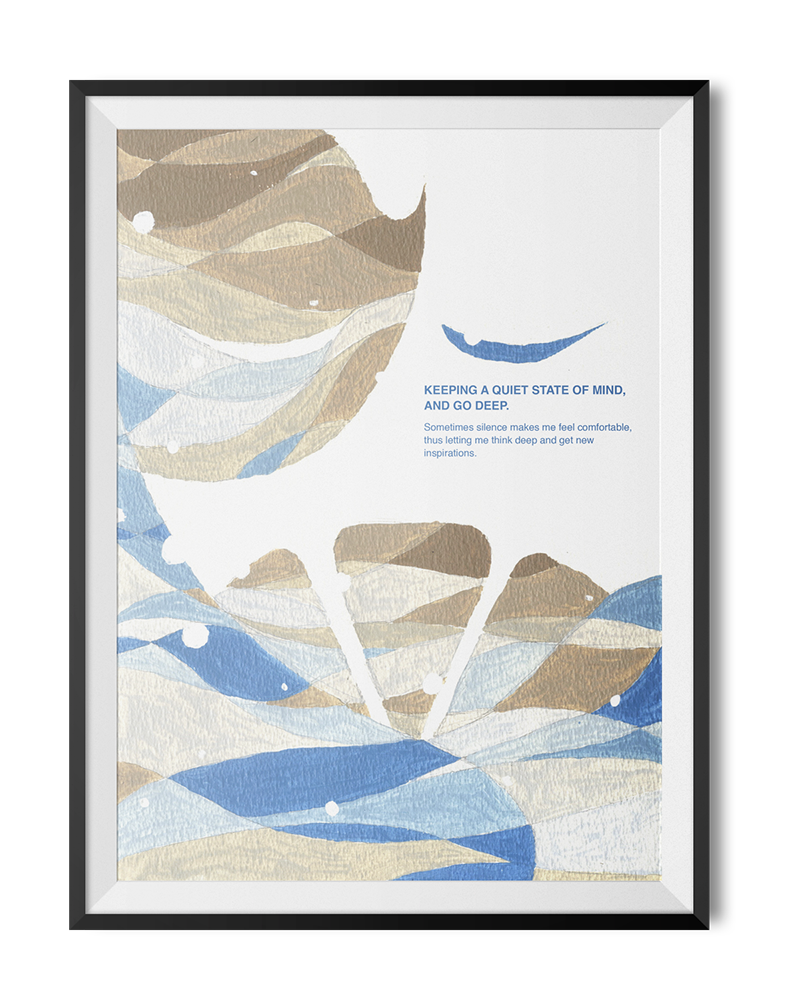 KEEPING A QUIET STATE OF MIND,
AND GO DEEP.
Sometimes silence makes me feel comfortable,
thus letting me think deep and get new
inspirations.